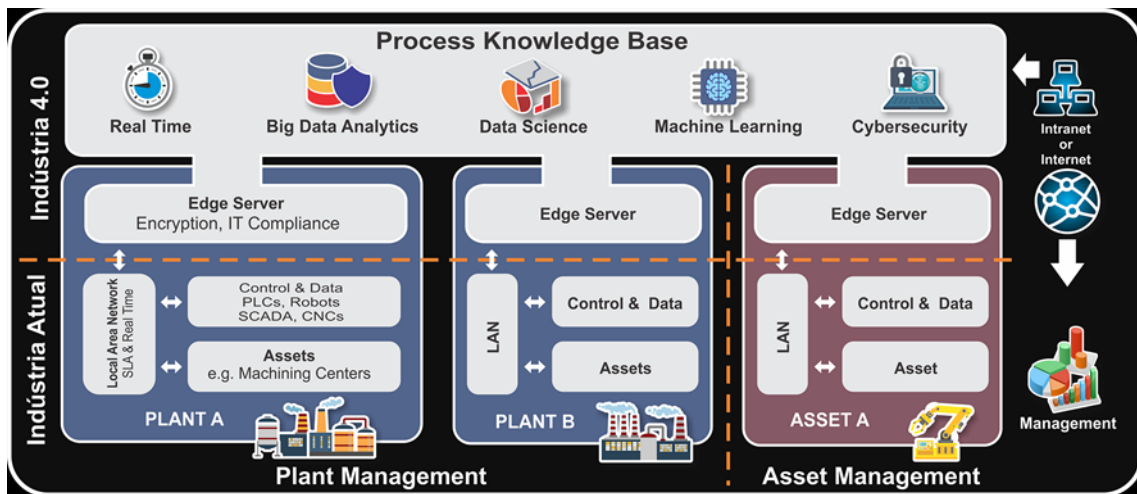 Indústria 4.0
Process Knowledge Base
Real Time
Big Data Analytics
Data Science
Machine Learning
Cybersecurity
Intranet
or
Internet
Edge Server
Encryption, IT Compliance
Edge Server
Edge Server
Indústria Atual
Local Area Network
SLA & Real Time
Control & Data
PLCs, Robots
SCADA, CNCs
Assets
e.g. Machining Centers
PLANT A
LAN
Control & Data
Assets
PLANT B
LAN
Control & Data
Asset
ASSET A
Management
Plant Management
Asset Management